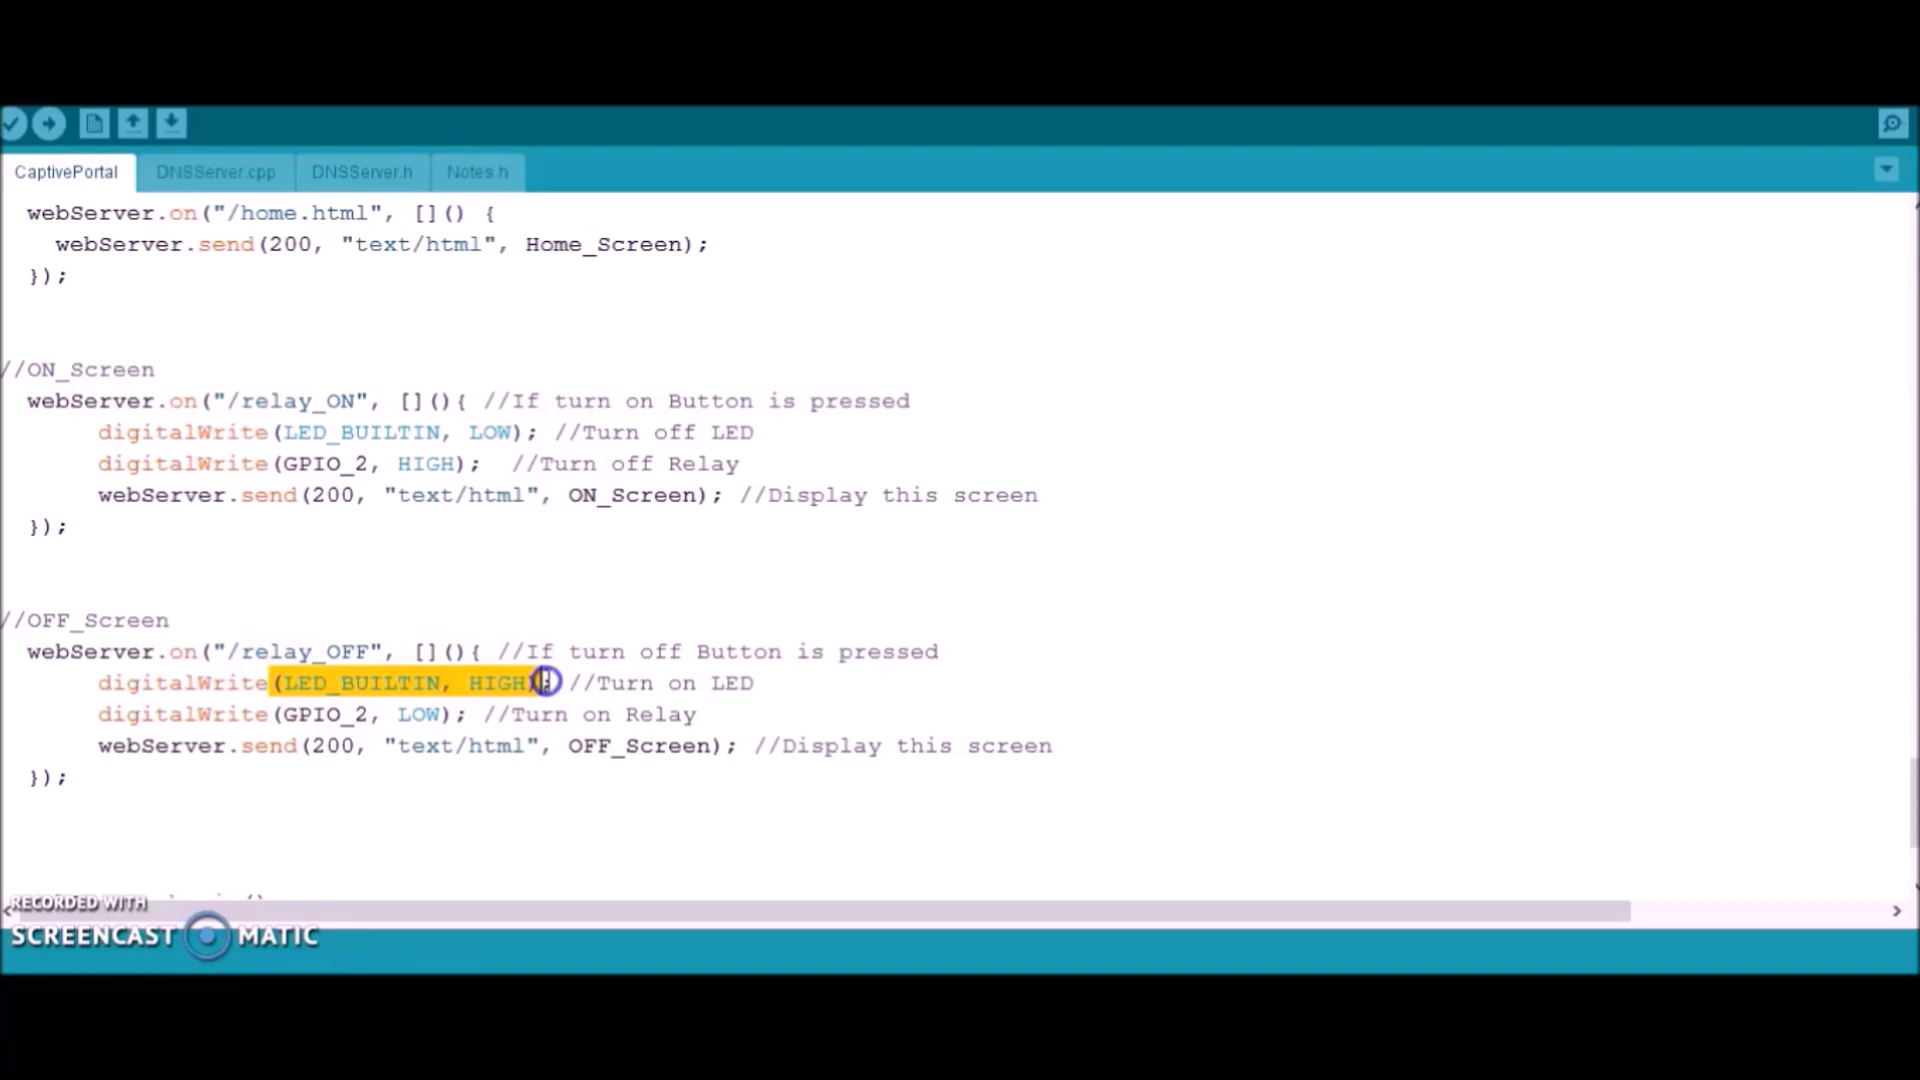 CaptivePortal DNSServer.cpp DNSServer.h Notes.h
webServer.on("/home.html", []() {
webServer.send(200, "text/html", Home_Screen);
});
//ON_Screen
webServer.on("/relay_ON", [](){ //If turn on Button is pressed
digitalWrite(LED_BUILTIN, LOW); //Turn off LED
digitalWrite(GPIO_2, HIGH); //Turn off Relay
webServer.send(200, "text/html", ON_Screen); //Display this screen
});
//OFF_Screen
webServer.on("/relay_OFF", [](){ //If turn off Button is pressed
digitalWrite(LED_BUILTIN, HIGH); //Turn on LED
digitalWrite(GPIO_2, LOW); //Turn on Relay
webServer.send(200, "text/html", OFF_Screen); //Display this screen
});
RECORDED WITH
SCREENCAST MATIC